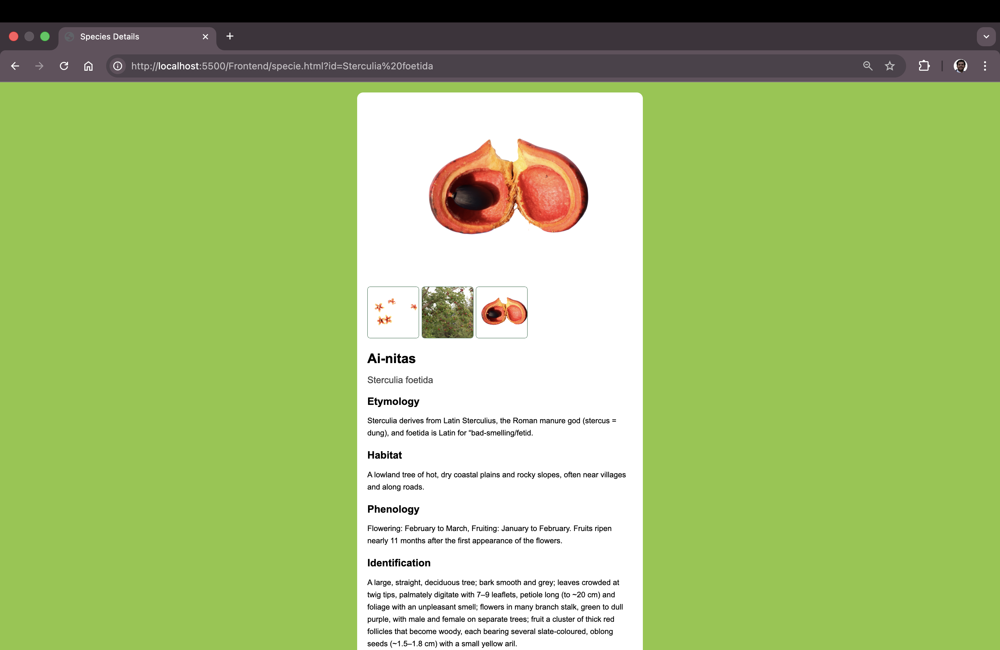 Species Details
http://localhost:5500/Frontend/specie.html?id=Sterculia%20foetida
Ai-nitas
Sterculia foetida
Etymology
Sterculia derives from Latin Sterculius, the Roman manure god (stercus =
dung), and foetida is Latin for “bad-smelling/fetid.
Habitat
A lowland tree of hot, dry coastal plains and rocky slopes, often near villages
and along roads.
Phenology
Flowering: February to March, Fruiting: January to February. Fruits ripen
nearly 11 months after the first appearance of the flowers.
Identification
A large, straight, deciduous tree; bark smooth and grey; leaves crowded at
twig tips, palmately digitate with 7–9 leaflets, petiole long (to ~20 cm) and
foliage with an unpleasant smell; flowers in many branch stalk, green to dull
purple, with male and female on separate trees; fruit a cluster of thick red
follicles that become woody, each bearing several slate-coloured, oblong
seeds (~1.5–1.8 cm) with a small yellow aril.